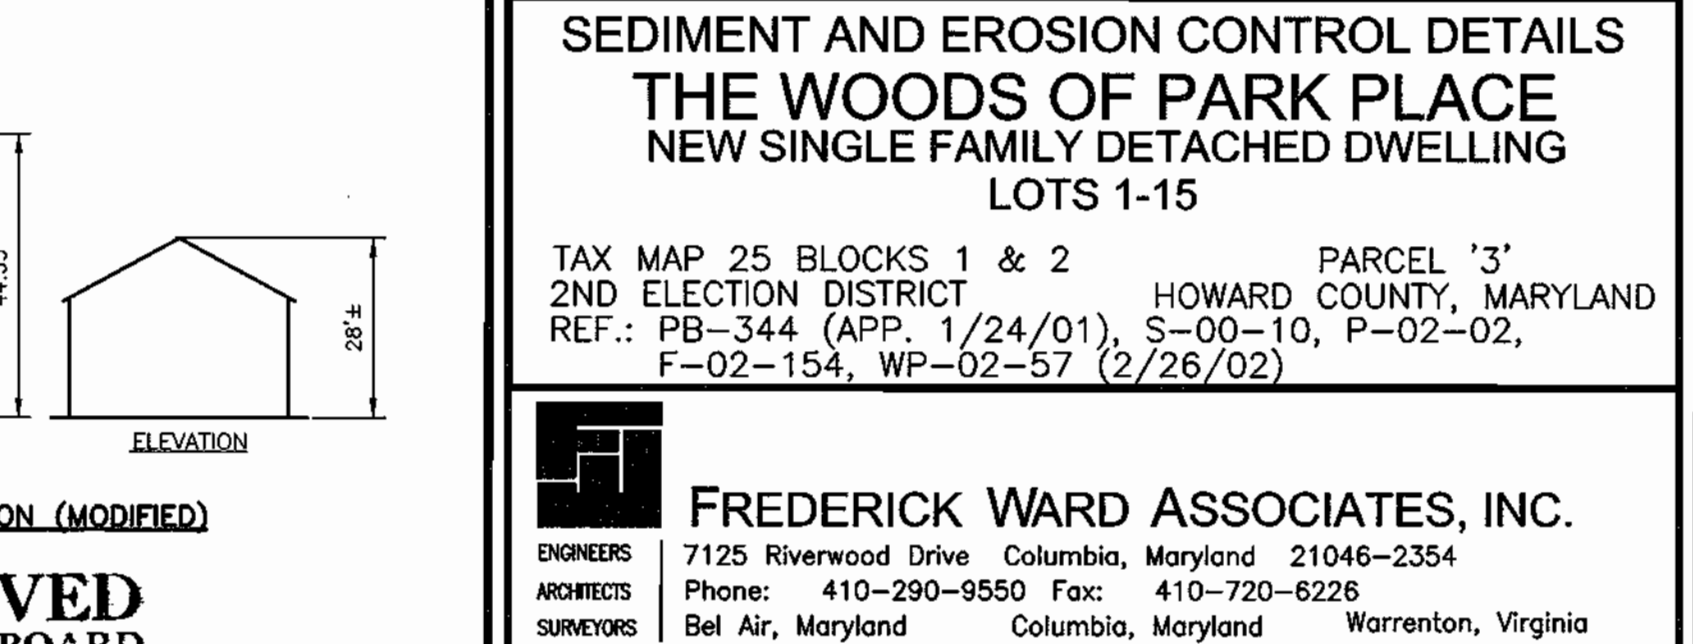 SEDIMENT AND EROSION CONTROL DETAILS
THE WOODS OF PARK PLACE
NEW SINGLE FAMILY DETACHED DWELLING
LOTS 1-15
TAX MAP 25 BLOCKS 1 & 2 PARCEL '3'
2ND ELECTION DISTRICT HOWARD COUNTY, MARYLAND
REF.: PB-344 (APP. 1/24/01), S-00-10, P-02-02,
F-02-154, WP-02-57 (2/26/02)
28'±
ELEVATION
ON (MODIFIED)
VED
BOARD
FREDERICK WARD ASSOCIATES, INC.
ENGINEERS 7125 Riverwood Drive Columbia, Maryland 21046-2354
ARCHITECTS Phone: 410-290-9550 Fax: 410-720-6226
SURVEYORS Bel Air, Maryland Columbia, Maryland Warrenton, Virginia